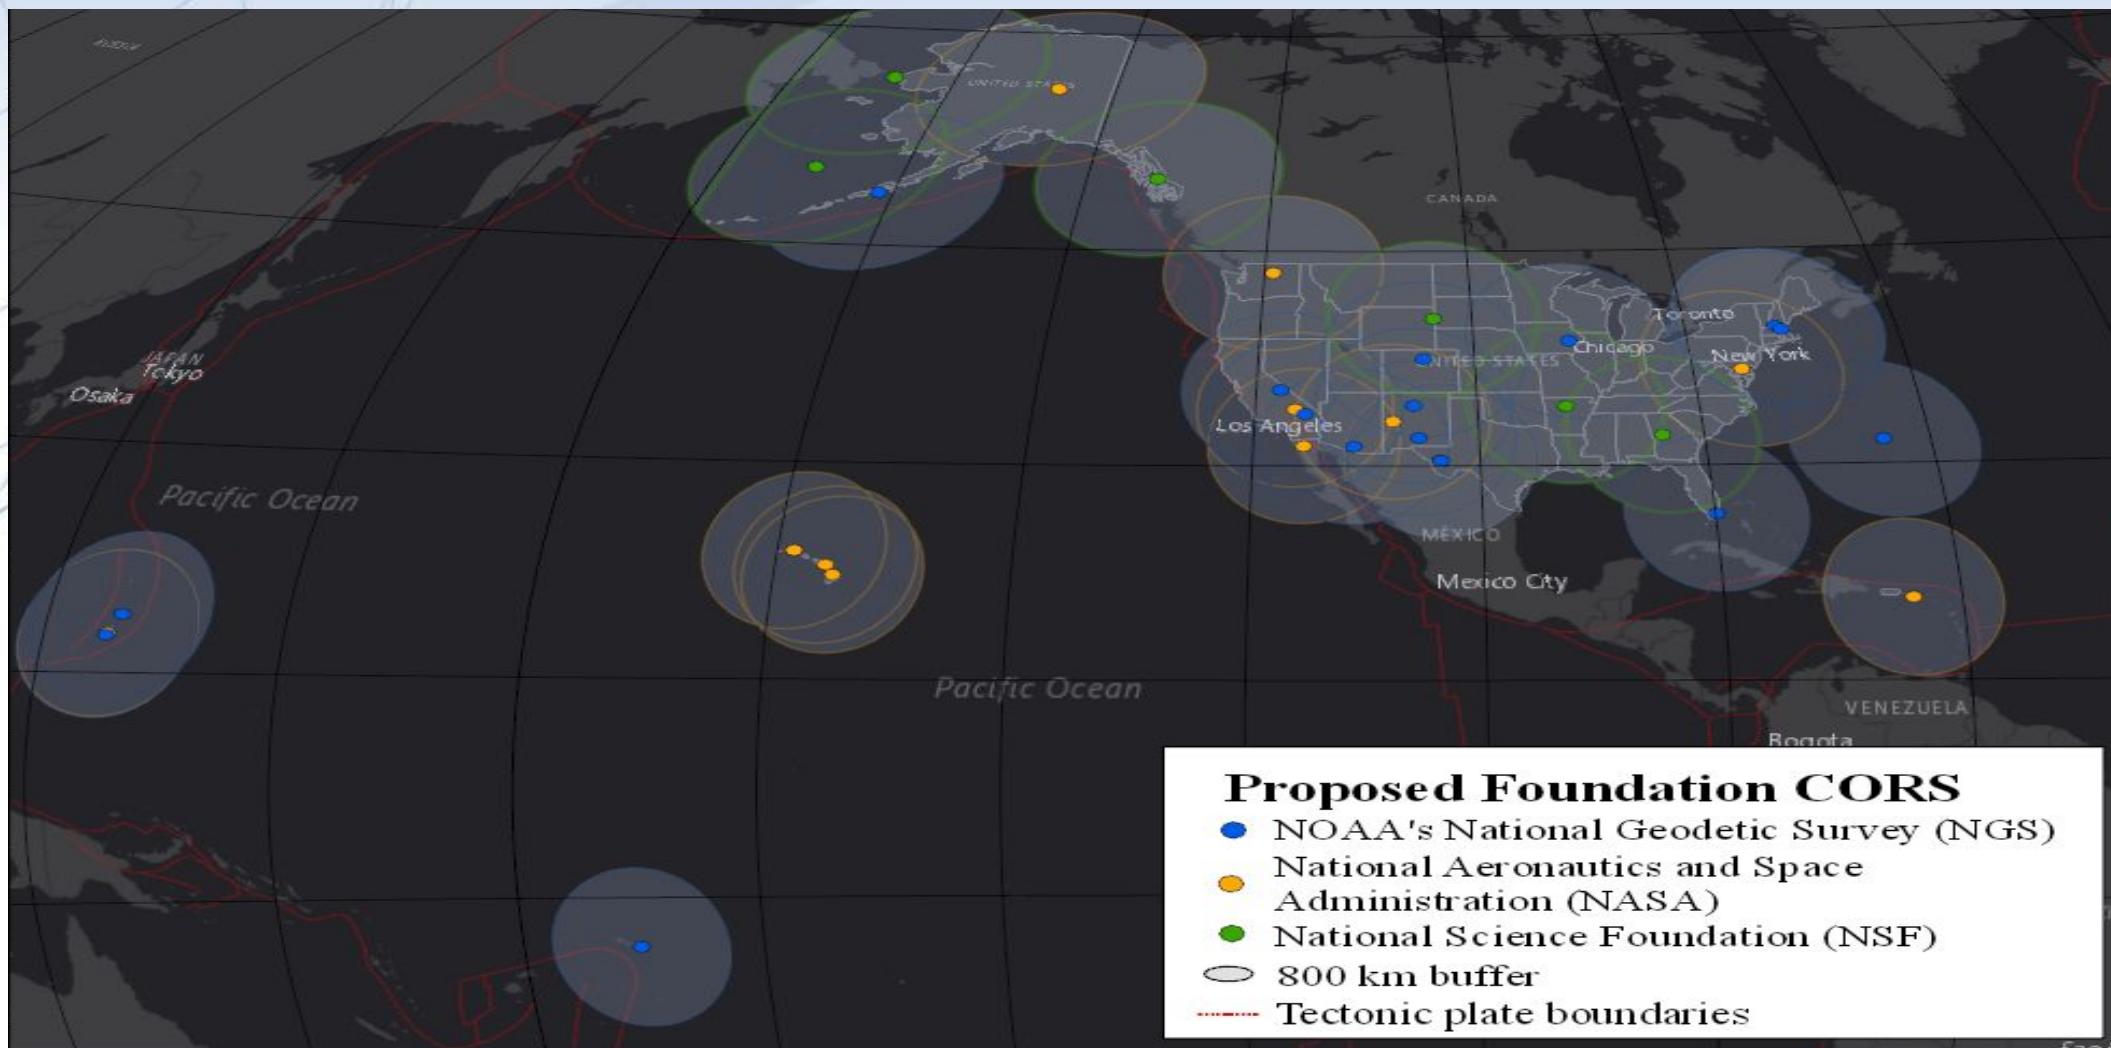 RUSSIA
UNITED STATES
CANADA
Toronto
Chicago
New York
UNITED STATES
JAPAN
Tokyo
Osaka
Los Angeles
Pacific Ocean
MÉXICO
Mexico City
Pacific Ocean
VENEZUELA
Bogota
Proposed Foundation CORS
NOAA's National Geodetic Survey (NGS)
National Aeronautics and Space
Administration (NASA)
National Science Foundation (NSF)
800 km buffer
Tectonic plate boundaries